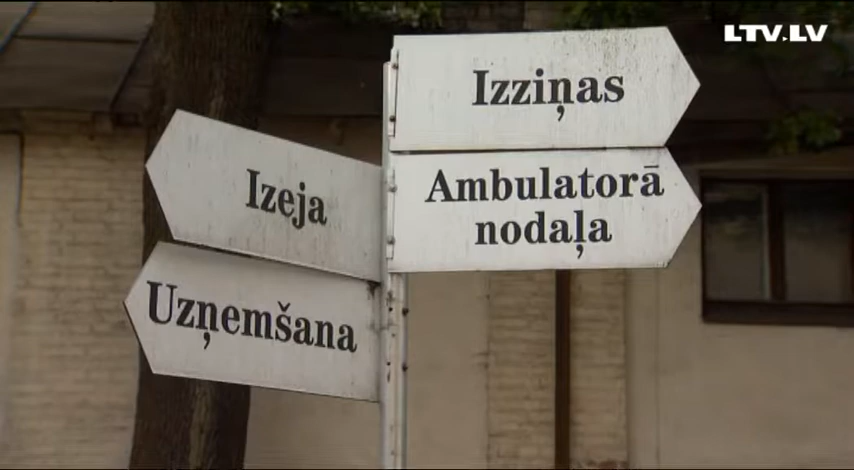 LTV.LV
Izziņas
Ambulatorā
nodaļa
Izeja
Uzņemšana